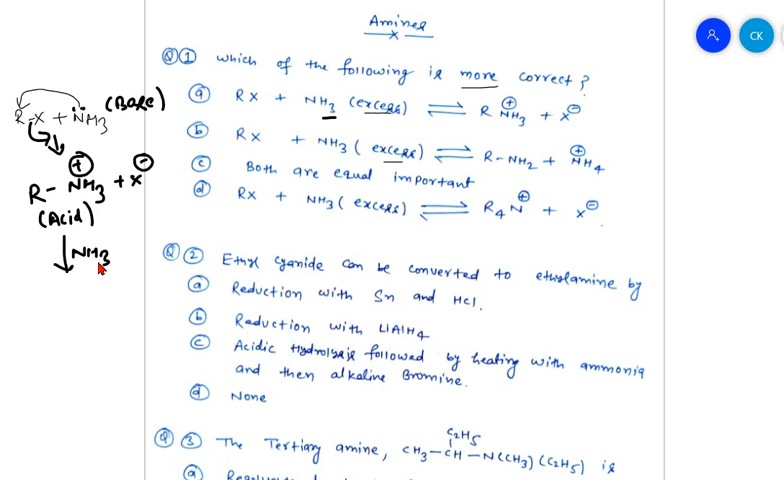 Amines
Q1 which of the following is more correct?
(a) RX + NH3 (excess) ⇌ R NH3⊕ + X⊖
(b) RX + NH3 (excess) ⇌ R-NH2 + NH4⊕
(c) Both are equal important
(d) RX + NH3 (excess) ⇌ R4N⊕ + X⊖
R-X + NH3 (Base)
R-NH3⊕ + X⊖
(Acid)
↓ NH3
Q2 Ethyl cyanide can be converted to ethylamine by
(a) Reduction with Sn and HCl.
(b) Reduction with LiAlH4
(c) Acidic Hydrolysis followed by heating with ammonia
and then alkaline Bromine.
(d) None
C2H5
Q3 The Tertiary amine, CH3-CH-N(CH3)(C2H5) is
(a)
CK